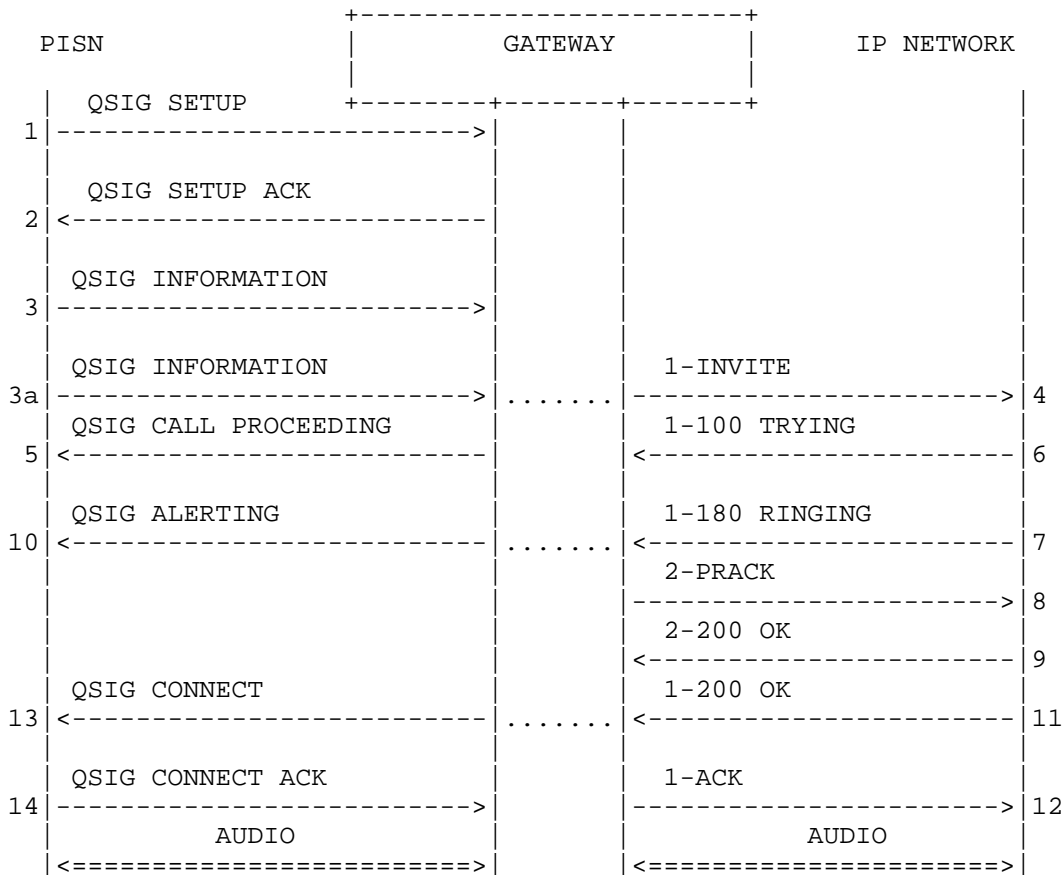 PISN GATEWAY IP NETWORK
QSIG SETUP
1
QSIG SETUP ACK
2
QSIG INFORMATION
3
QSIG INFORMATION 1-INVITE
3a ....... 4
QSIG CALL PROCEEDING 1-100 TRYING
5 6
QSIG ALERTING 1-180 RINGING
10 ....... 7
2-PRACK
8
2-200 OK
9
QSIG CONNECT 1-200 OK
13 ....... 11
QSIG CONNECT ACK 1-ACK
14 12
AUDIO AUDIO